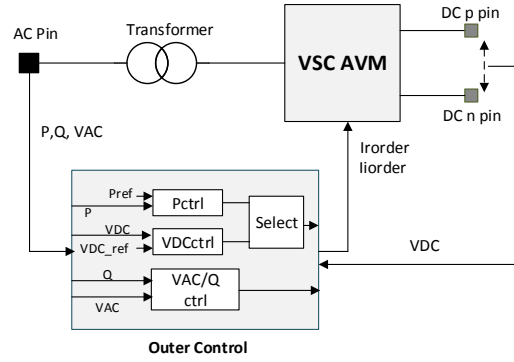 AC Pin
Transformer
VSC AVM
DC p pin
DC n pin
P,Q, VAC
Irorder
Iiorder
Pref
P
Pctrl
Select
VDC
VDC_ref
VDCctrl
VDC
Q
VAC
VAC/Q
ctrl
Outer Control